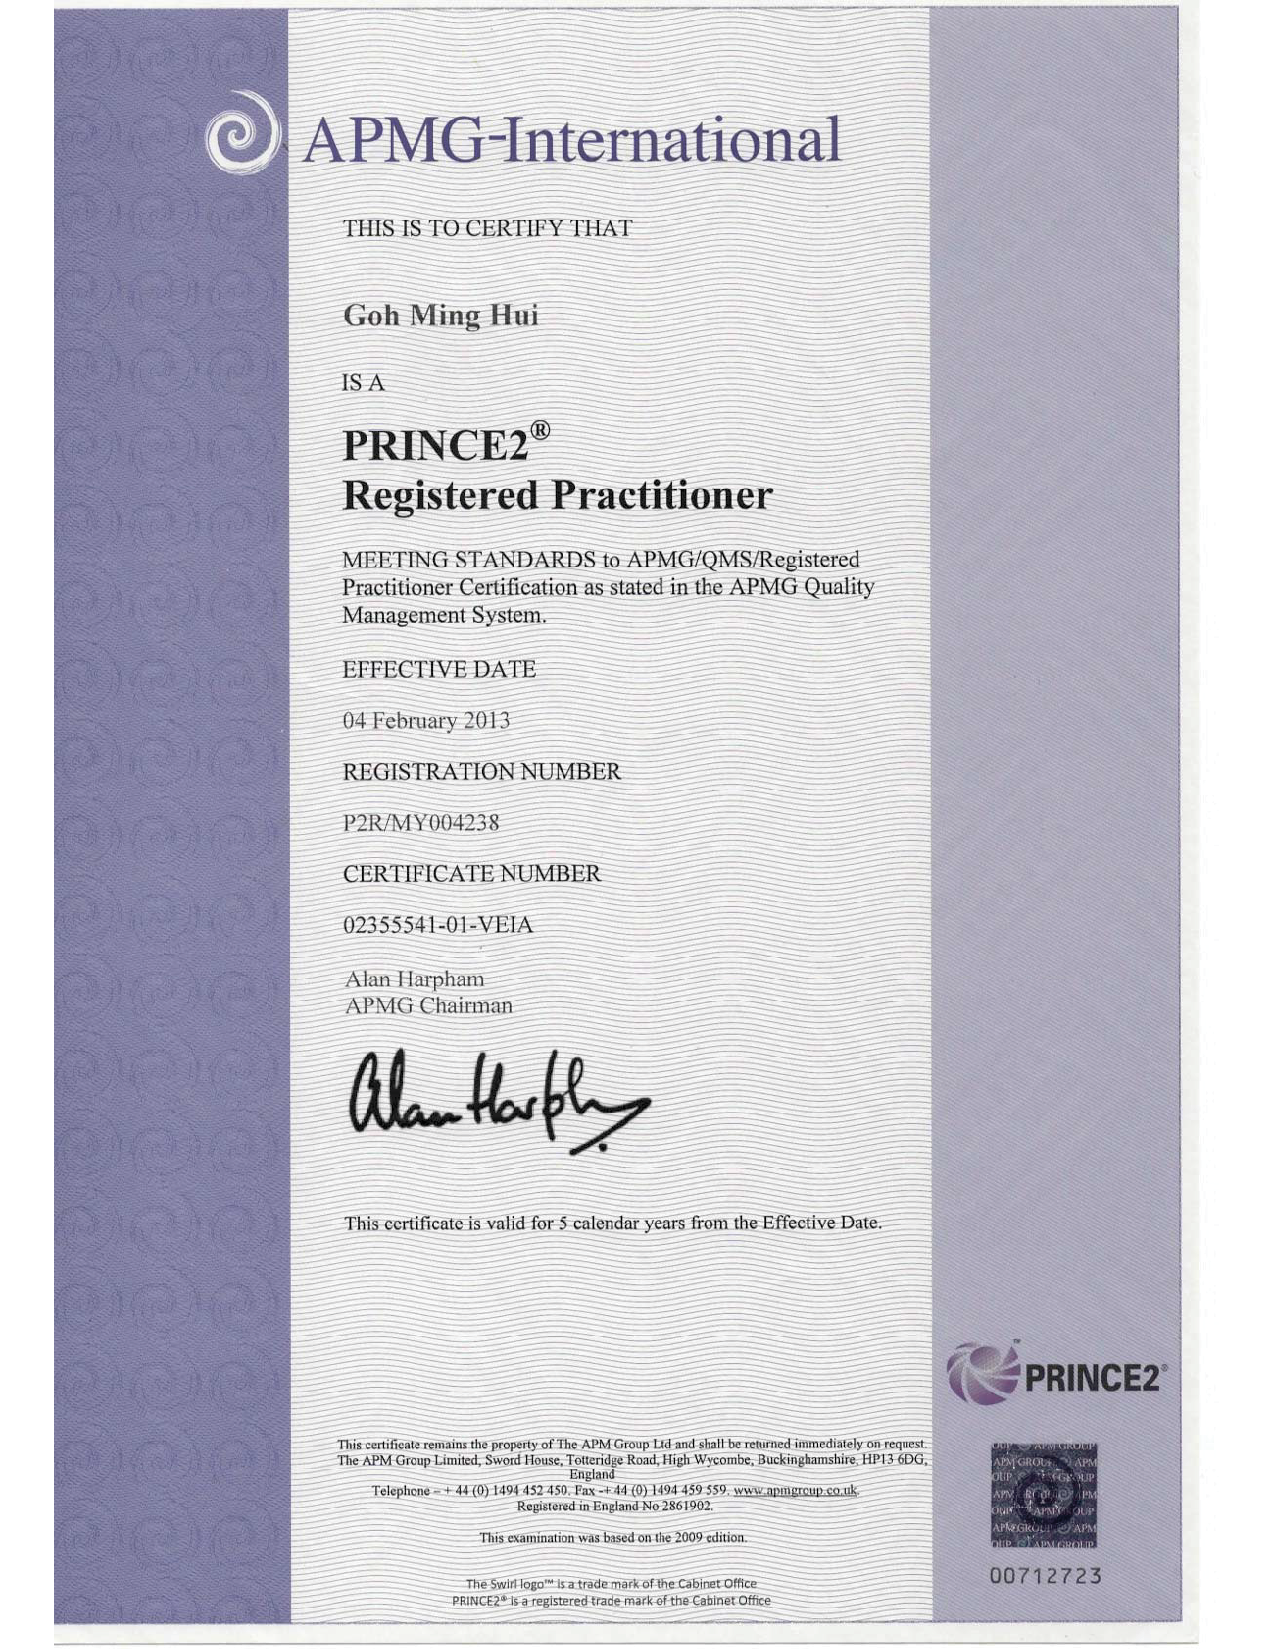 APMG-International
THIS IS TO CERTIFY THAT
Goh Ming Hui
IS A
PRINCE2®
Registered Practitioner
MEETING STANDARDS to APMG/QMS/Registered
Practitioner Certification as stated in the APMG Quality
Management System.
EFFECTIVE DATE
04 February 2013
REGISTRATION NUMBER
P2R/MY004238
CERTIFICATE NUMBER
02355541-01-VEIA
Alan Harpham
APMG Chairman
Alan Harpham
This certificate is valid for 5 calendar years from the Effective Date.
PRINCE2®
This certificate remains the property of The APM Group Ltd and shall be returned immediately on request.
The APM Group Limited, Sword House, Totteridge Road, High Wycombe, Buckinghamshire, HP13 6DG,
England
Telephone – + 44 (0) 1494 452 450. Fax -+ 44 (0) 1494 459 559. www.apmgroup.co.uk.
Registered in England No 2861902.
This examination was based on the 2009 edition.
The Swirl logo™ is a trade mark of the Cabinet Office
PRINCE2® is a registered trade mark of the Cabinet Office
APM GROUP
00712723